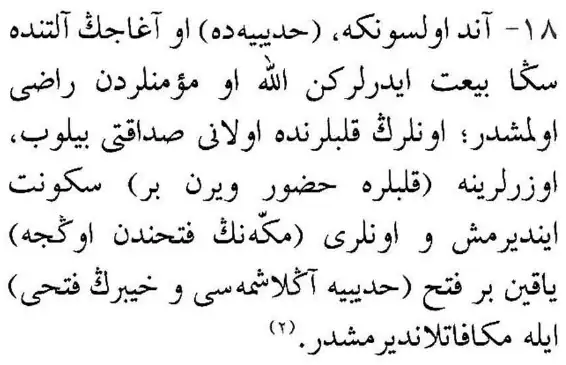 ١٨- آند اولسونكه، (حديبيه‌ده) او آغاجڭ آلتنده
سڭا بيعت ايدرلركن الله او مؤمنلردن راضى
اولمشدر؛ اونلرڭ قلبلرنده اولانى صداقتى بيلوب،
اوزرلرينه (قلبلره حضور ويرن بر) سكونت
اينديرمش و اونلرى (مكّه‌نڭ فتحندن اوڭجه)
ياقين بر فتح (حديبيه آڭلاشمه‌سى و خيبرڭ فتحى)
ايله مكافاتلانديرمشدر.(٢)